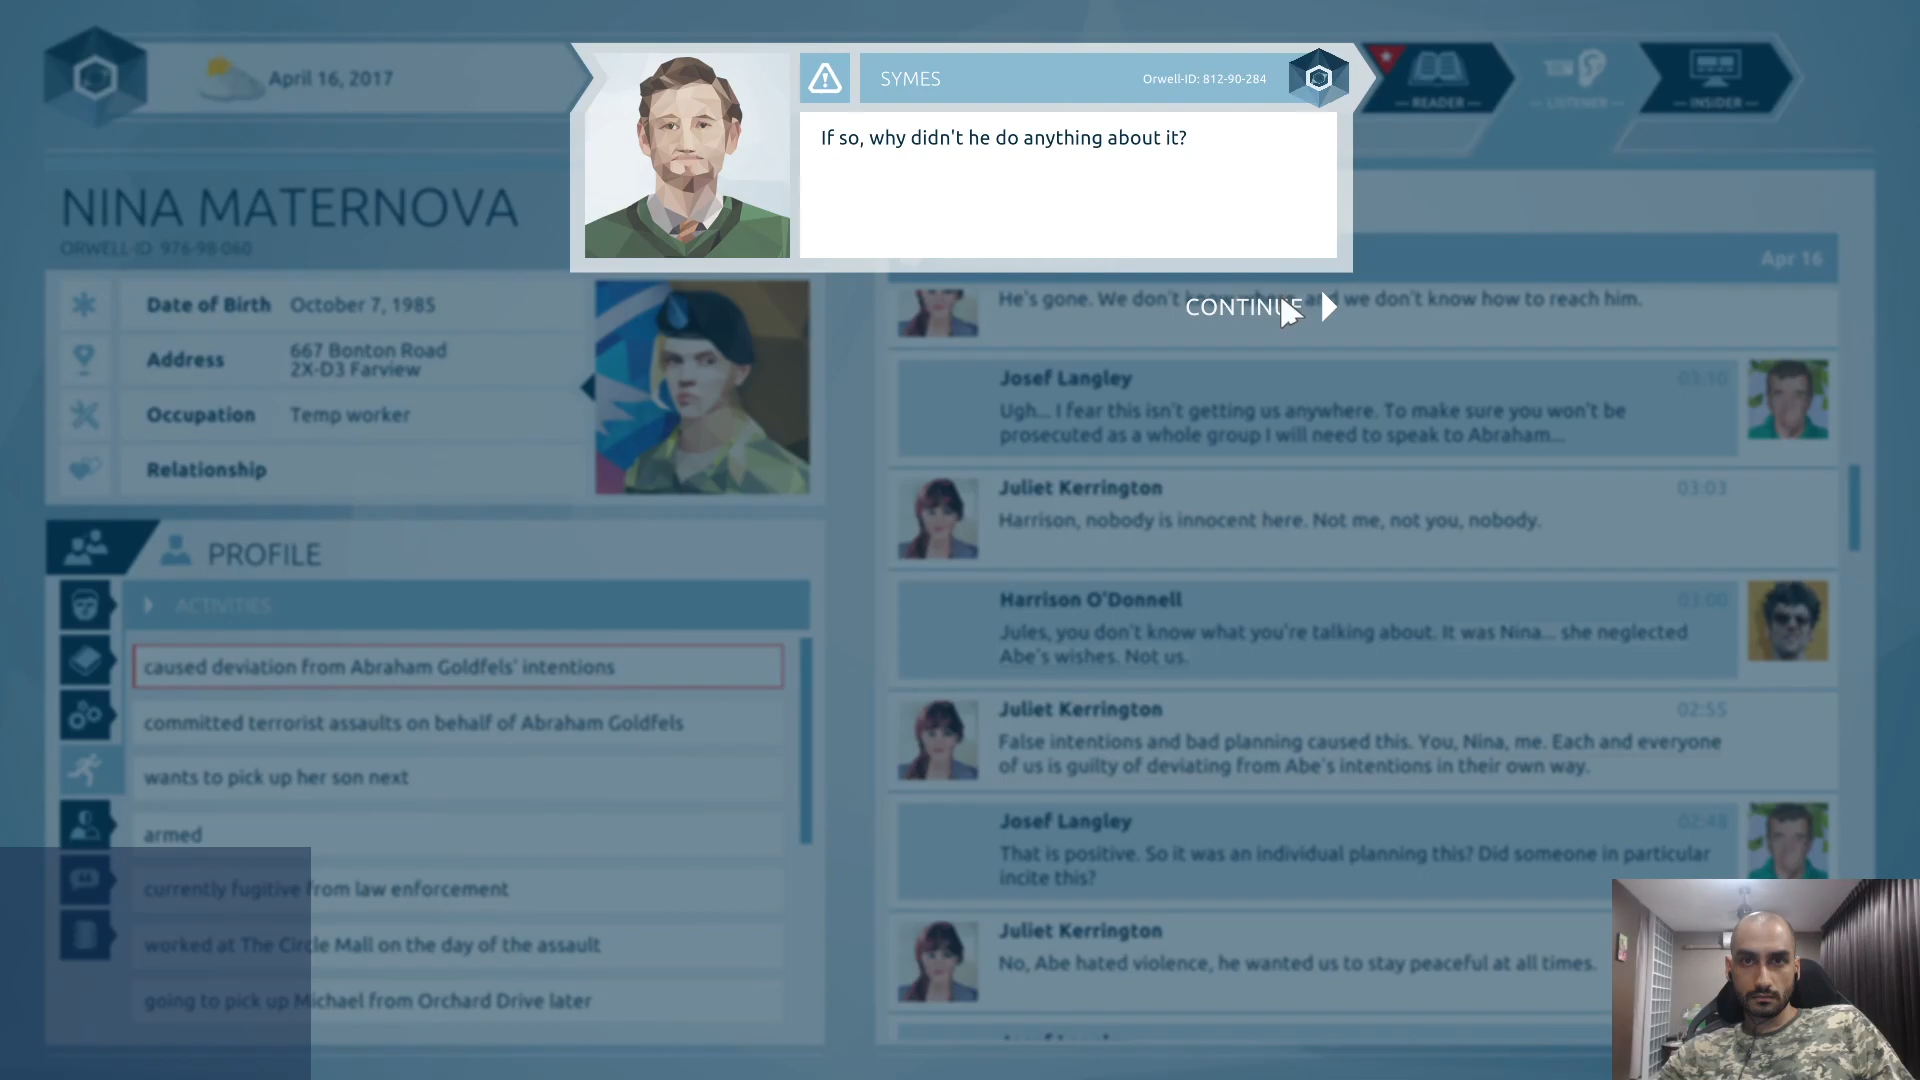 April 16, 2017
SYMES
Orwell-ID: 812-90-284
If so, why didn't he do anything about it?
CONTINUE
READER
LISTENER
INSIDER
NINA MATERNOVA
ORWELL-ID: 976-98-060
Date of Birth October 7, 1985
Address 667 Bonton Road
2X-D3 Farview
Occupation Temp worker
Relationship
PROFILE
ACTIVITIES
caused deviation from Abraham Goldfels' intentions
committed terrorist assaults on behalf of Abraham Goldfels
wants to pick up her son next
armed
currently fugitive from law enforcement
worked at The Circle Mall on the day of the assault
going to pick up Michael from Orchard Drive later
Apr 16
He's gone. We don't and we don't know how to reach him.
Josef Langley 03:10
Ugh... I fear this isn't getting us anywhere. To make sure you won't be
prosecuted as a whole group I will need to speak to Abraham...
Juliet Kerrington 03:03
Harrison, nobody is innocent here. Not me, not you, nobody.
Harrison O'Donnell 03:00
Jules, you don't know what you're talking about. It was Nina... she neglected
Abe's wishes. Not us.
Juliet Kerrington 02:55
False intentions and bad planning caused this. You, Nina, me. Each and everyone
of us is guilty of deviating from Abe's intentions in their own way.
Josef Langley 02:48
That is positive. So it was an individual planning this? Did someone in particular
incite this?
Juliet Kerrington
No, Abe hated violence, he wanted us to stay peaceful at all times.